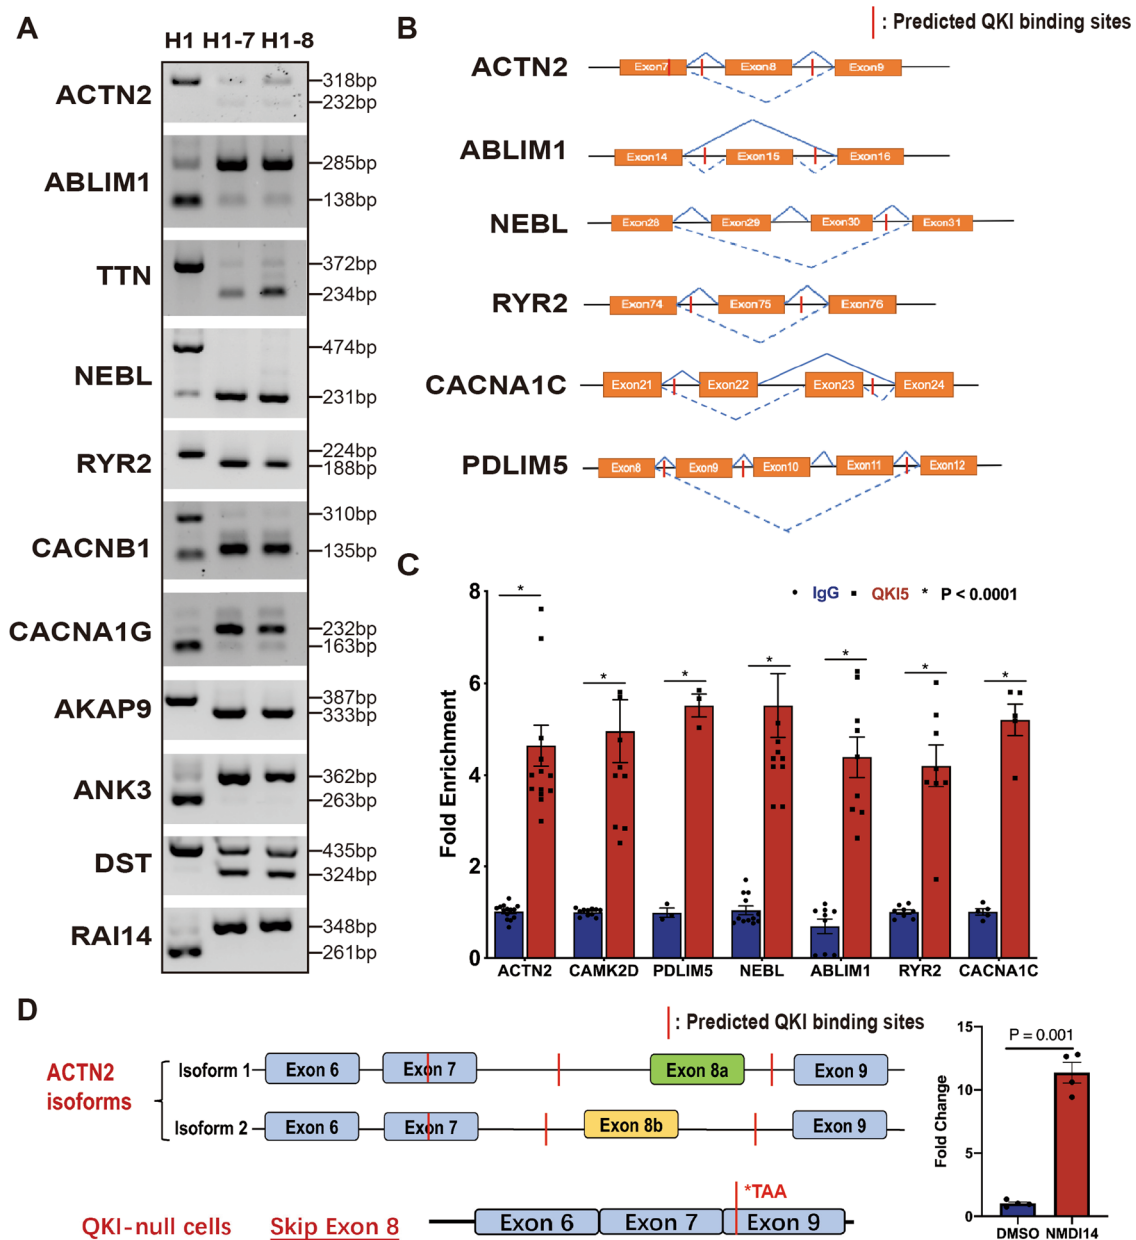 A
H1 H1-7 H1-8
ACTN2
318bp
232bp
ABLIM1
285bp
138bp
TTN
372bp
234bp
NEBL
474bp
231bp
RYR2
224bp
188bp
CACNB1
310bp
135bp
CACNA1G
232bp
163bp
AKAP9
387bp
333bp
ANK3
362bp
263bp
DST
435bp
324bp
RAI14
348bp
261bp
B
: Predicted QKI binding sites
ACTN2
Exon7 Exon8 Exon9
ABLIM1
Exon14 Exon15 Exon16
NEBL
Exon28 Exon29 Exon30 Exon31
RYR2
Exon74 Exon75 Exon76
CACNA1C
Exon21 Exon22 Exon23 Exon24
PDLIM5
Exon8 Exon9 Exon10 Exon11 Exon12
C
IgG QKI5 * P < 0.0001
Fold Enrichment
8
6
4
2
0
* * * * * * *
ACTN2 CAMK2D PDLIM5 NEBL ABLIM1 RYR2 CACNA1C
D
: Predicted QKI binding sites
ACTN2
isoforms
Isoform 1 Exon 6 Exon 7 Exon 8a Exon 9
Isoform 2 Exon 6 Exon 7 Exon 8b Exon 9
*TAA
QKI-null cells Skip Exon 8 Exon 6 Exon 7 Exon 9
P = 0.001
Fold Change
15
10
5
0
DMSO NMDI14